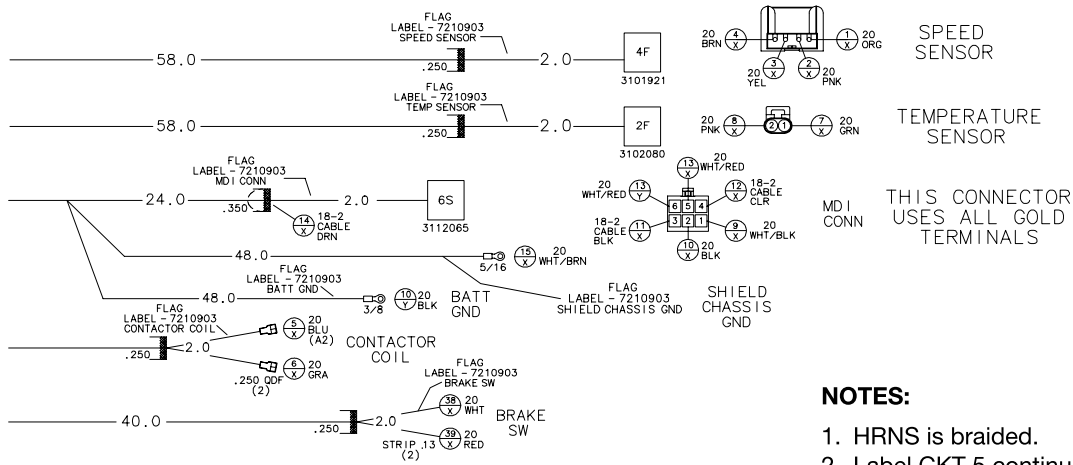 FLAG
LABEL - 7210903
SPEED SENSOR
58.0
.250
2.0
4F
3101921
20
BRN
4
X
1
X
20
ORG
20
YEL
3
X
2
X
20
PNK
SPEED
SENSOR
FLAG
LABEL - 7210903
TEMP SENSOR
58.0
.250
2.0
2F
3102080
20
PNK
8
X
2 1
7
X
20
GRN
TEMPERATURE
SENSOR
FLAG
LABEL - 7210903
MDI CONN
24.0
.350
2.0
6S
3112065
14
X
18-2
CABLE
DRN
13
X
20
WHT/RED
20
WHT/RED
13
Y
12
X
18-2
CABLE
CLR
6 5 4
3 2 1
18-2
CABLE
BLK
11
X
9
X
20
WHT/BLK
10
X
20
BLK
MDI
CONN
THIS CONNECTOR
USES ALL GOLD
TERMINALS
48.0
5/16
15
X
20
WHT/BRN
FLAG
LABEL - 7210903
SHIELD CHASSIS GND
SHIELD
CHASSIS
GND
FLAG
LABEL - 7210903
BATT GND
48.0
3/8
10
Y
20
BLK
BATT
GND
FLAG
LABEL - 7210903
CONTACTOR COIL
.250
2.0
5
X
20
BLU
(A2)
6
X
20
GRA
.250 QDF
(2)
CONTACTOR
COIL
FLAG
LABEL - 7210903
BRAKE SW
40.0
.250
2.0
38
X
20
WHT
39
X
20
RED
STRIP .13
(2)
BRAKE
SW
NOTES:
1. HRNS is braided.
2. Label CKT 5 continu